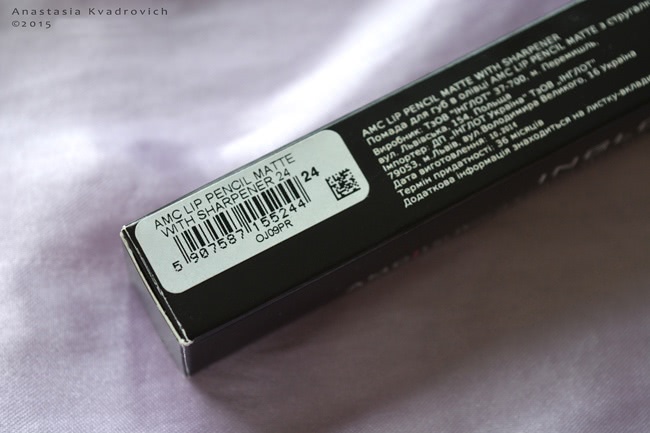 Anastasia Kvadrovich
©2015
AMC LIP PENCIL MATTE
WITH SHARPENER 24
24
5 907587 155244
OJ09PR
AMC LIP PENCIL MATTE WITH SHARPENER
Помада для губ в олівці AMC LIP PENCIL MATTE з
Виробник: ТзОВ "ІНГЛОТ" 37-700, м. Перемишль,
вул. Львівська, 154, Польща
Імпортер: ДП „ІНГЛОТ Україна" ТзОВ „ІНГЛОТ"
79053, м.Львів, вул.Володимира Великого, 16 Україна
Дата виготовлення: 10.2014
Термін придатності: 36 місяців
Додаткова інформація знаходиться на листку-вкладці